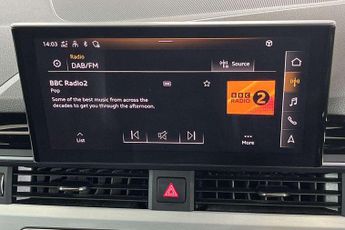 14:03
Radio
DAB/FM
Source
BBC Radio2
Pop
Some of the best music from across the
decades to get you through the afternoon.
BBC
RADIO 2
List
More